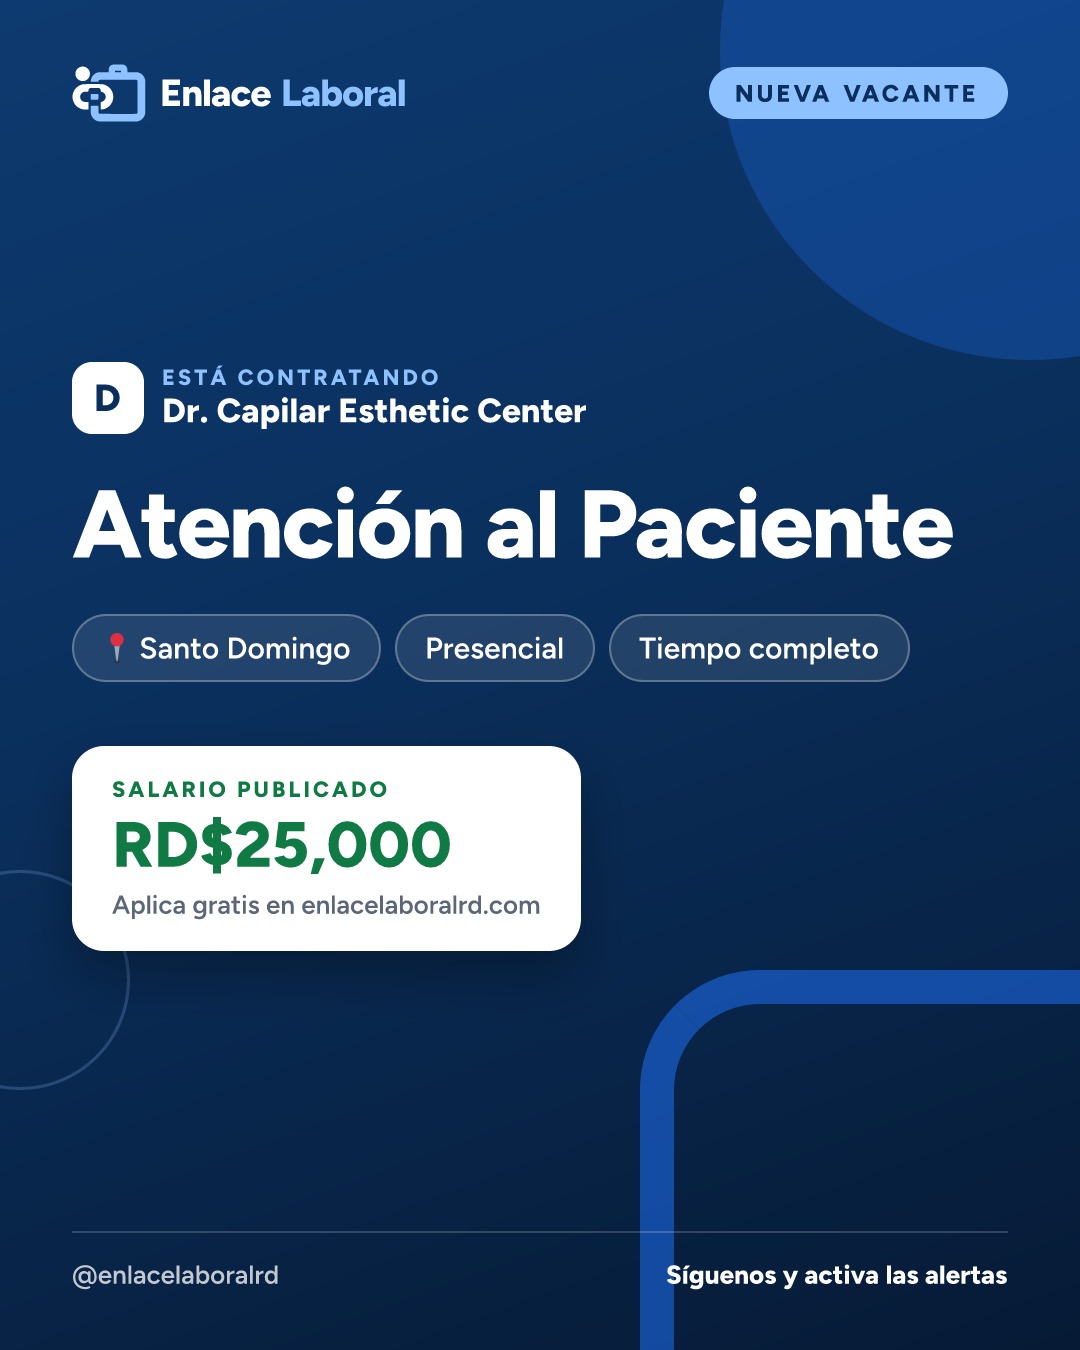 Enlace Laboral
NUEVA VACANTE
D
ESTÁ CONTRATANDO
Dr. Capilar Esthetic Center
Atención al Paciente
📍 Santo Domingo
Presencial
Tiempo completo
SALARIO PUBLICADO
RD$25,000
Aplica gratis en enlacelaboralrd.com
@enlacelaboralrd
Síguenos y activa las alertas